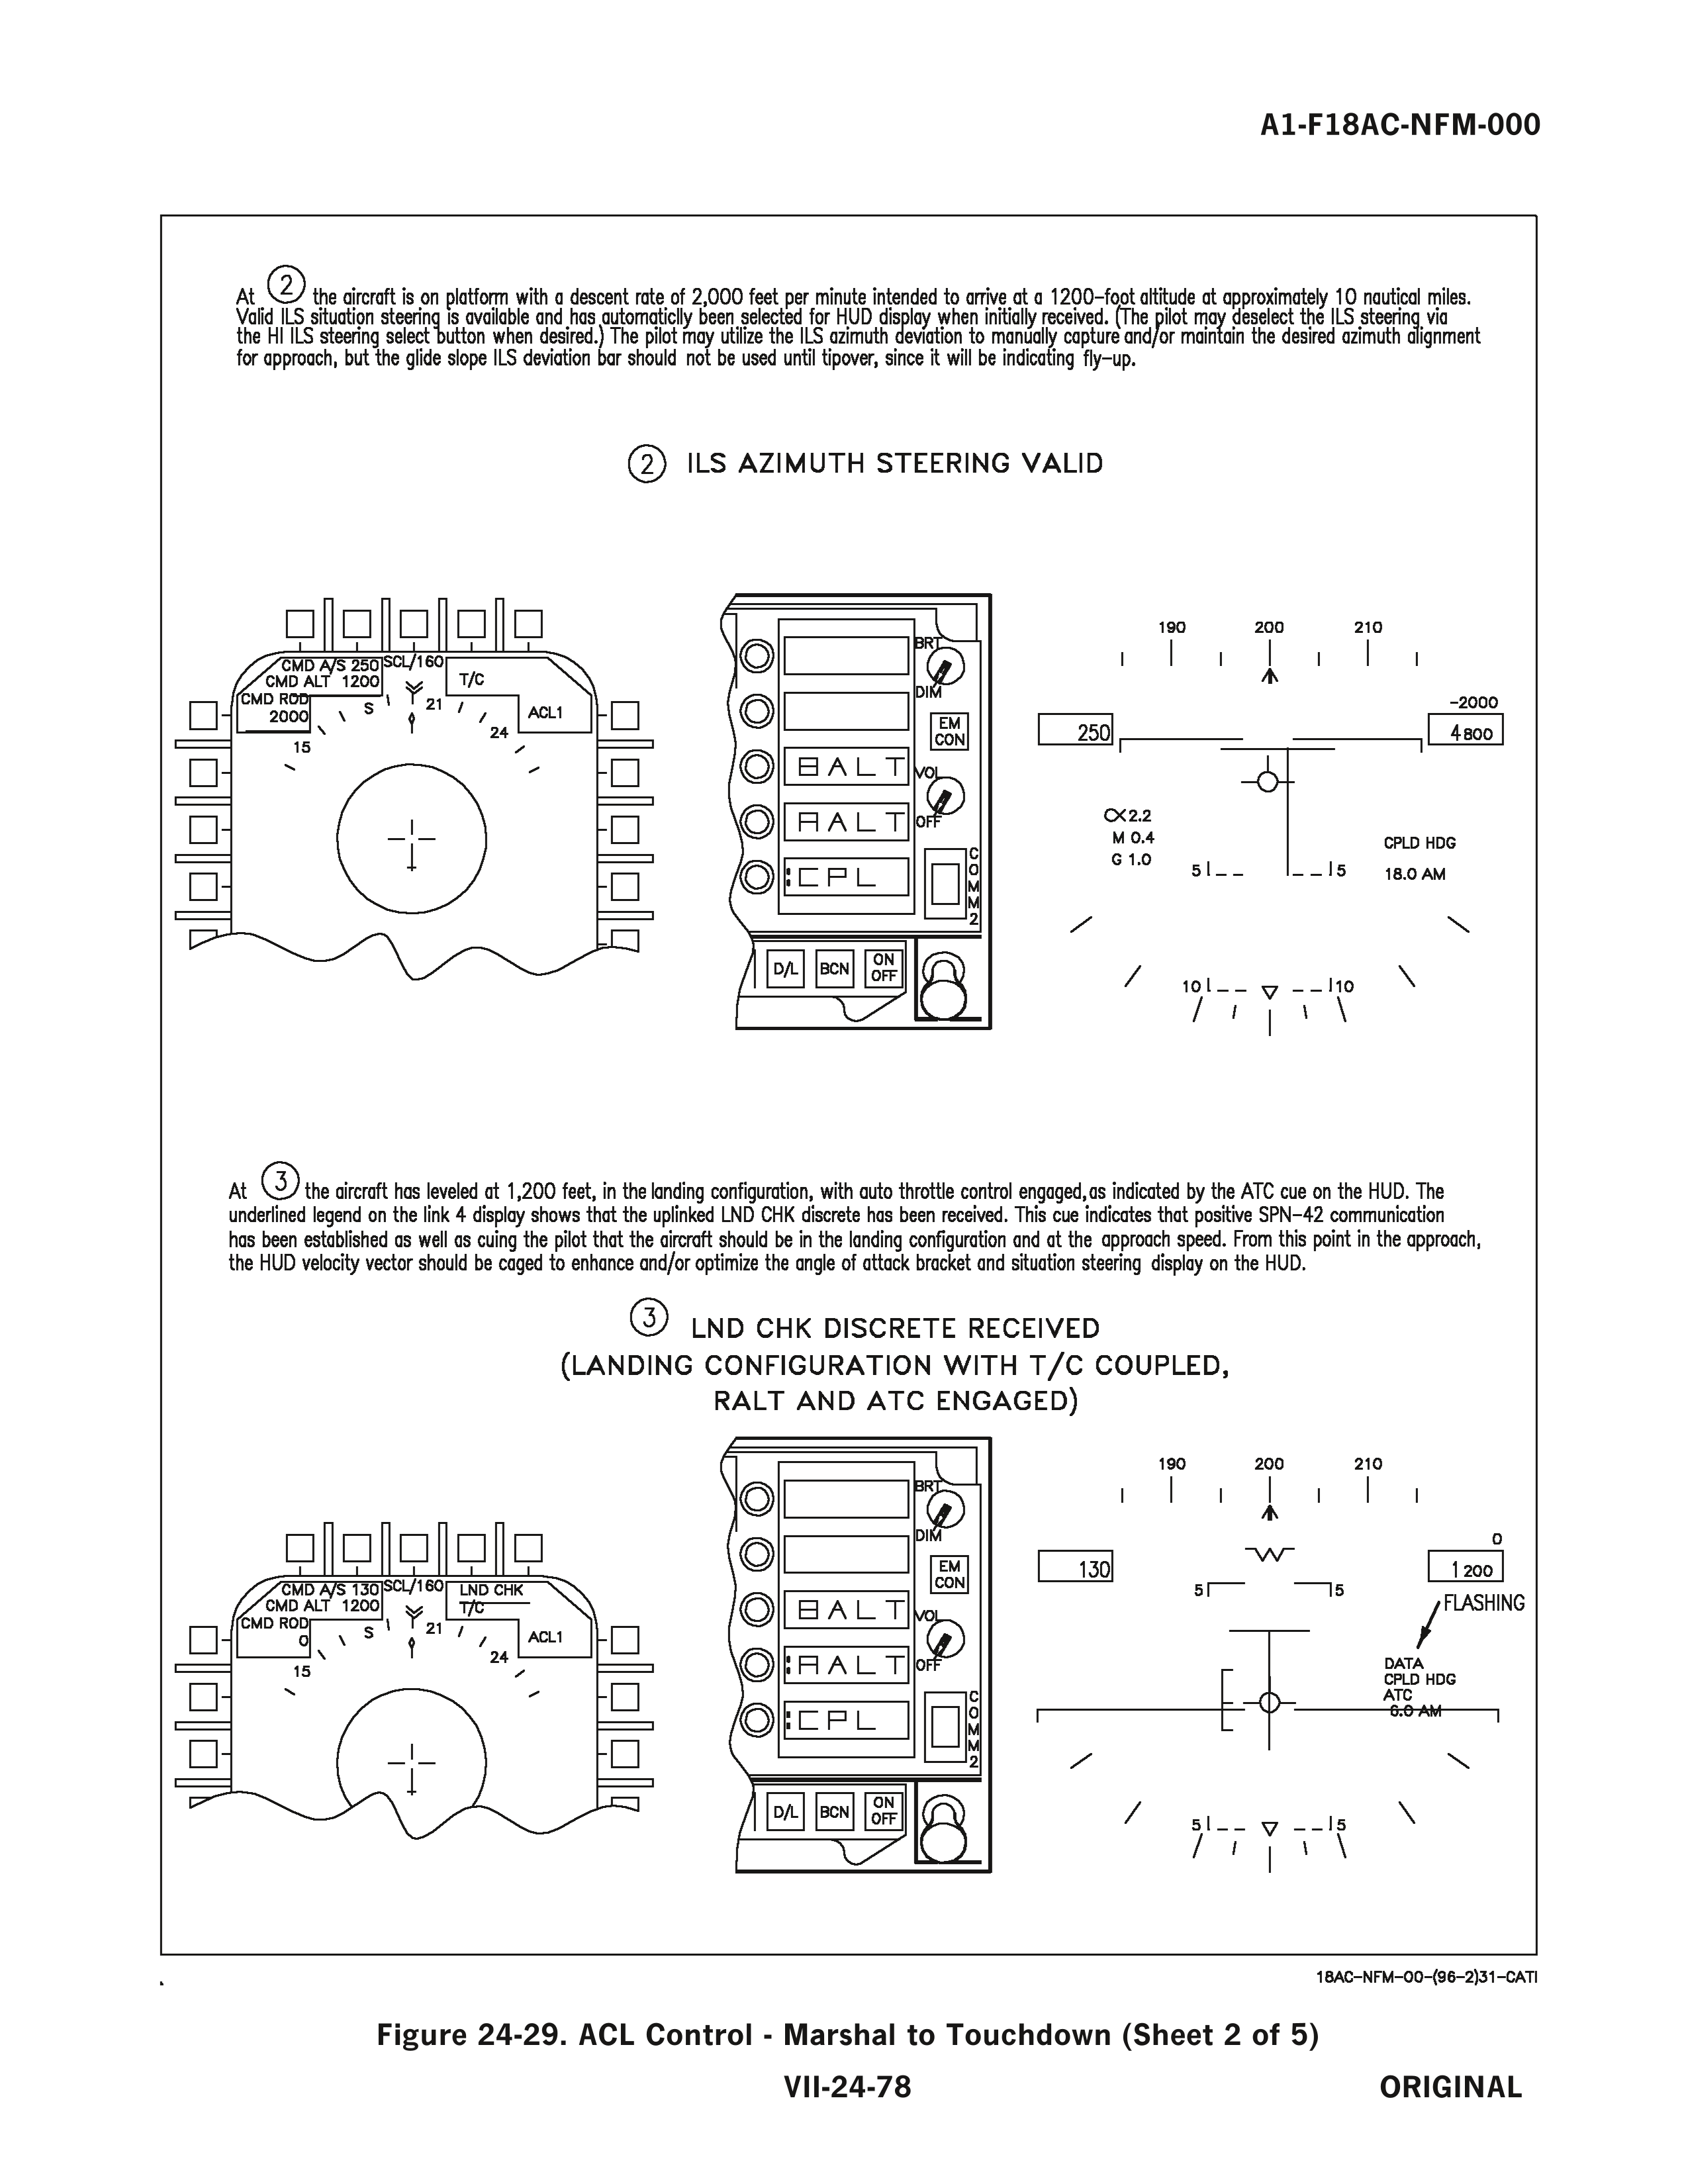 A1-F18AC-NFM-000
At ② the aircraft is on platform with a descent rate of 2,000 feet per minute intended to arrive at a 1200-foot altitude at approximately 10 nautical miles.
Valid ILS situation steering is available and has automaticlly been selected for HUD display when initially received. (The pilot may deselect the ILS steering via
the HI ILS steering select button when desired.) The pilot may utilize the ILS azimuth deviation to manually capture and/or maintain the desired azimuth alignment
for approach, but the glide slope ILS deviation bar should not be used until tipover, since it will be indicating fly-up.
② ILS AZIMUTH STEERING VALID
CMD A/S 250 SCL/160
CMD ALT 1200 T/C
CMD ROD
2000
S 21 ACL1
15 24
BRT
DIM
EM
CON
BALT VOL
RALT OFF
:CPL
COMM2
D/L BCN ON
OFF
190 200 210
-2000
250 4800
α2.2
M 0.4
G 1.0
CPLD HDG
5 5 18.0 AM
10 10
At ③ the aircraft has leveled at 1,200 feet, in the landing configuration, with auto throttle control engaged, as indicated by the ATC cue on the HUD. The
underlined legend on the link 4 display shows that the uplinked LND CHK discrete has been received. This cue indicates that positive SPN-42 communication
has been established as well as cuing the pilot that the aircraft should be in the landing configuration and at the approach speed. From this point in the approach,
the HUD velocity vector should be caged to enhance and/or optimize the angle of attack bracket and situation steering display on the HUD.
③ LND CHK DISCRETE RECEIVED
(LANDING CONFIGURATION WITH T/C COUPLED,
RALT AND ATC ENGAGED)
CMD A/S 130 SCL/160 LND CHK
CMD ALT 1200 T/C
CMD ROD
0
S 21 ACL1
15 24
BRT
DIM
EM
CON
BALT VOL
:RALT OFF
:CPL
COMM2
D/L BCN ON
OFF
190 200 210
0
130 1200
5 5
FLASHING
DATA
CPLD HDG
ATC
6.0 AM
5 5
18AC-NFM-00-(96-2)31-CATI
Figure 24-29. ACL Control - Marshal to Touchdown (Sheet 2 of 5)
VII-24-78 ORIGINAL